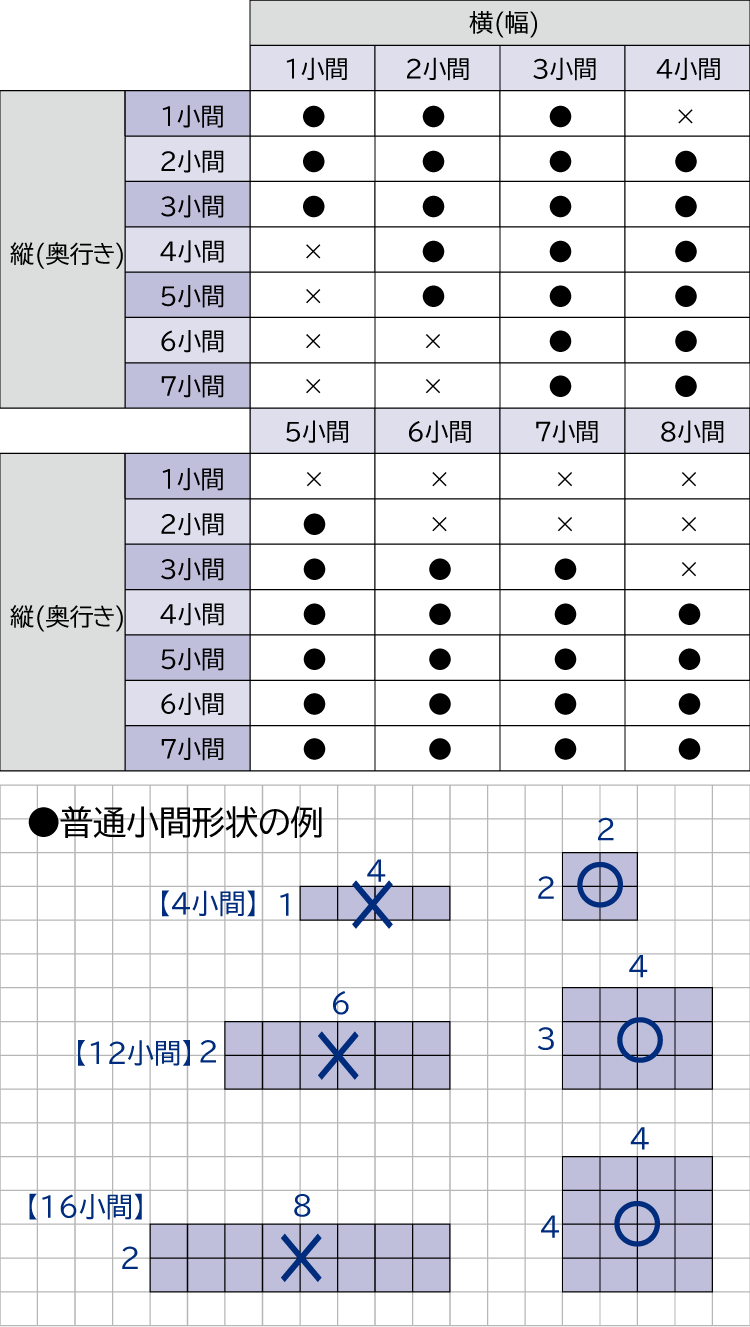 横(幅)
1小間 2小間 3小間 4小間
縦(奥行き)
1小間 ● ● ● ×
2小間 ● ● ● ●
3小間 ● ● ● ●
4小間 × ● ● ●
5小間 × ● ● ●
6小間 × × ● ●
7小間 × × ● ●
5小間 6小間 7小間 8小間
縦(奥行き)
1小間 × × × ×
2小間 ● × × ×
3小間 ● ● ● ×
4小間 ● ● ● ●
5小間 ● ● ● ●
6小間 ● ● ● ●
7小間 ● ● ● ●
●普通小間形状の例
【4小間】 1 4
2 2
【12小間】 2 6
3 4
【16小間】
2 8
4 4